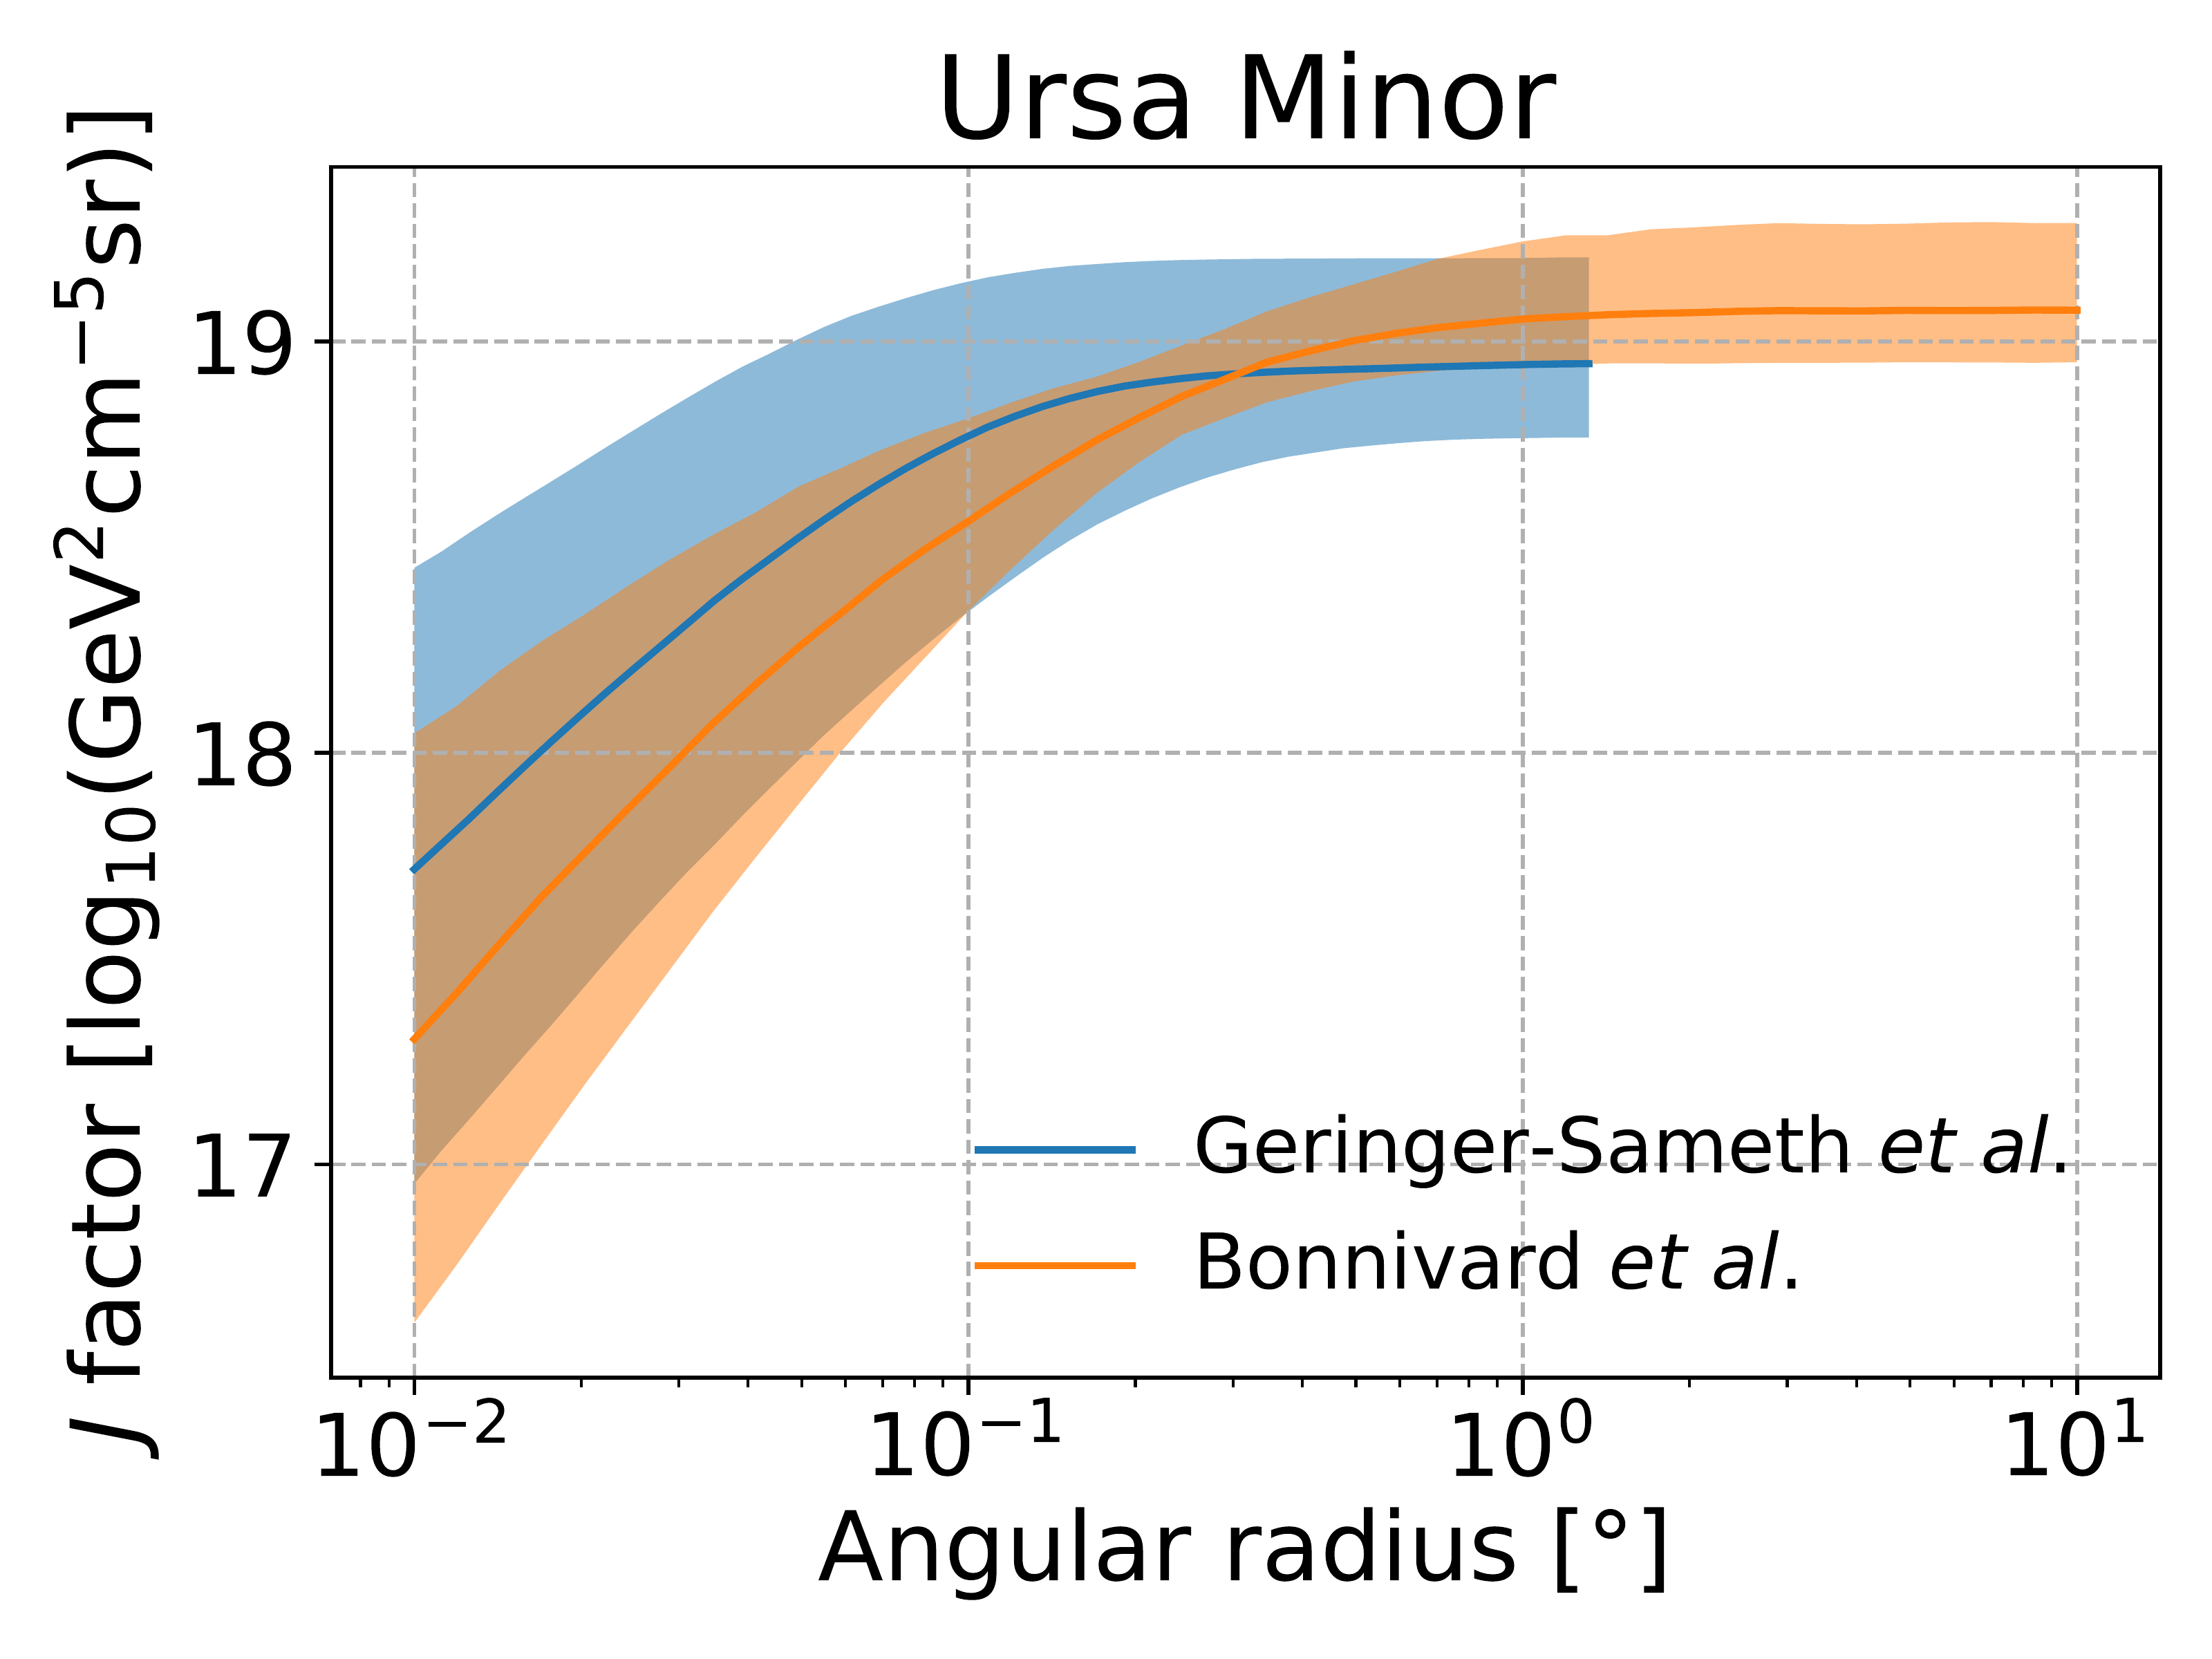 Ursa Minor
J factor [log₁₀(GeV²cm⁻⁵sr)]
19
18
17
Geringer-Sameth et al.
Bonnivard et al.
10⁻² 10⁻¹ 10⁰ 10¹
Angular radius [°]